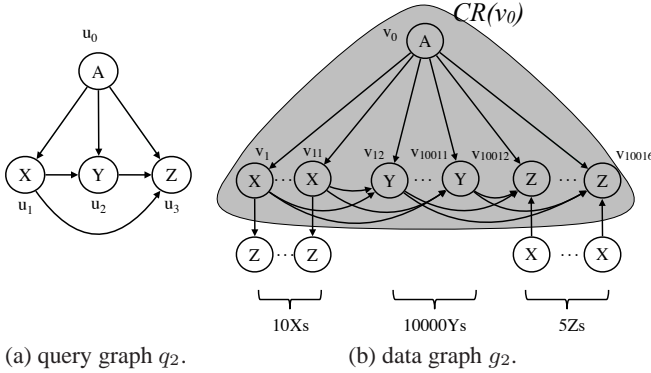 CR(v0)
u0
v0
A
A
v1 v11 v12 v10011 v10012 v10016
X Y Z
X ... X Y ... Y Z ... Z
u1 u2 u3
Z ... Z X ... X
10Xs 10000Ys 5Zs
(a) query graph q2. (b) data graph g2.